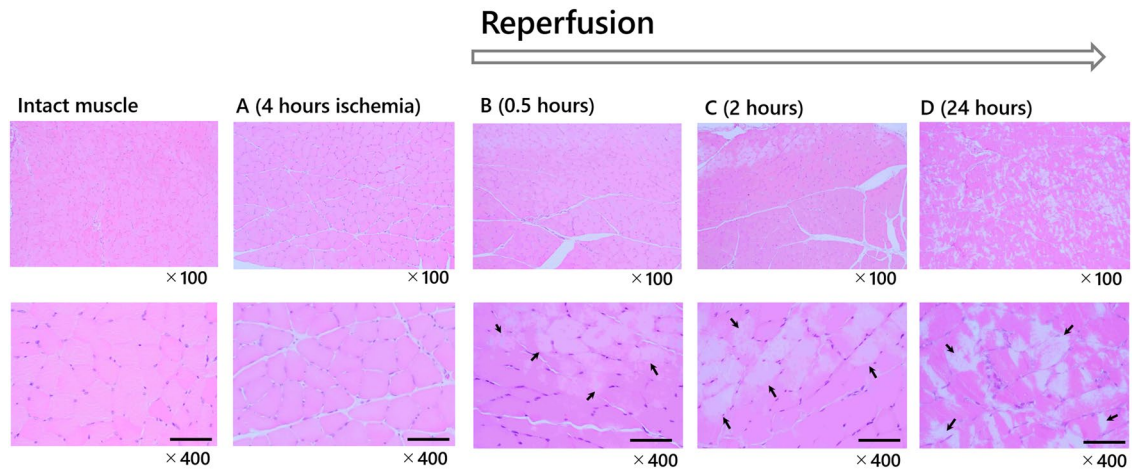 Reperfusion
Intact muscle
A (4 hours ischemia)
B (0.5 hours)
C (2 hours)
D (24 hours)
×100
×100
×100
×100
×100
×400
×400
×400
×400
×400